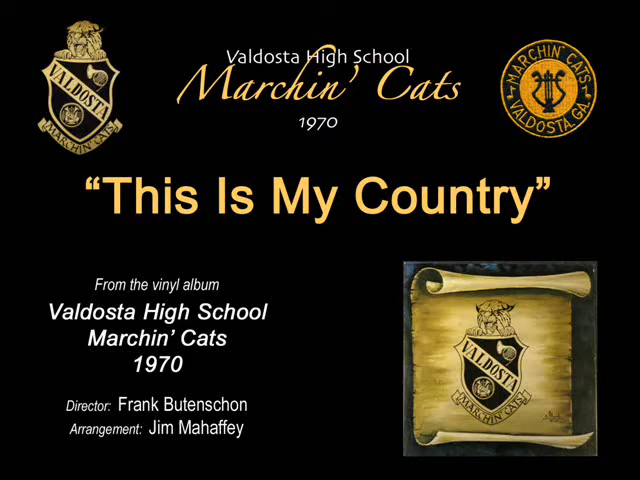 VALDOSTA
MARCHIN' CATS
Valdosta High School
Marchin' Cats
1970
MARCHIN' CATS
VALDOSTA, GA.
“This Is My Country”
From the vinyl album
Valdosta High School
Marchin’ Cats
1970
Director: Frank Butenschon
Arrangement: Jim Mahaffey
VALDOSTA
MARCHIN' CATS